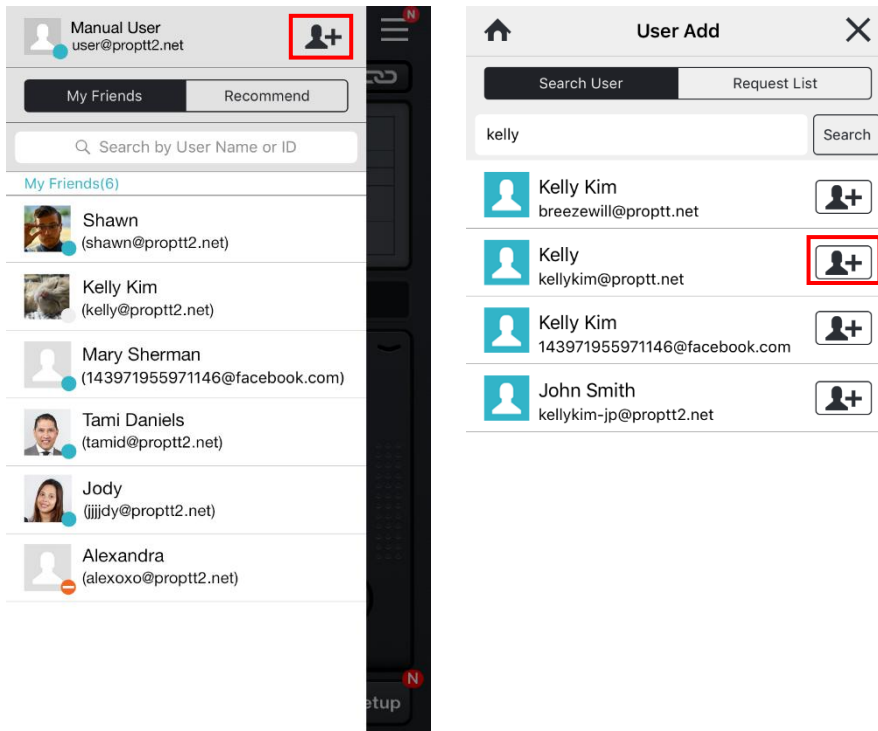 Manual User
user@proptt2.net
N
My Friends
Recommend
Search by User Name or ID
My Friends(6)
Shawn
(shawn@proptt2.net)
Kelly Kim
(kelly@proptt2.net)
Mary Sherman
(143971955971146@facebook.com)
Tami Daniels
(tamid@proptt2.net)
Jody
(jjjjdy@proptt2.net)
Alexandra
(alexoxo@proptt2.net)
N
etup
User Add
Search User
Request List
kelly
Search
Kelly Kim
breezewill@proptt.net
Kelly
kellykim@proptt.net
Kelly Kim
143971955971146@facebook.com
John Smith
kellykim-jp@proptt2.net